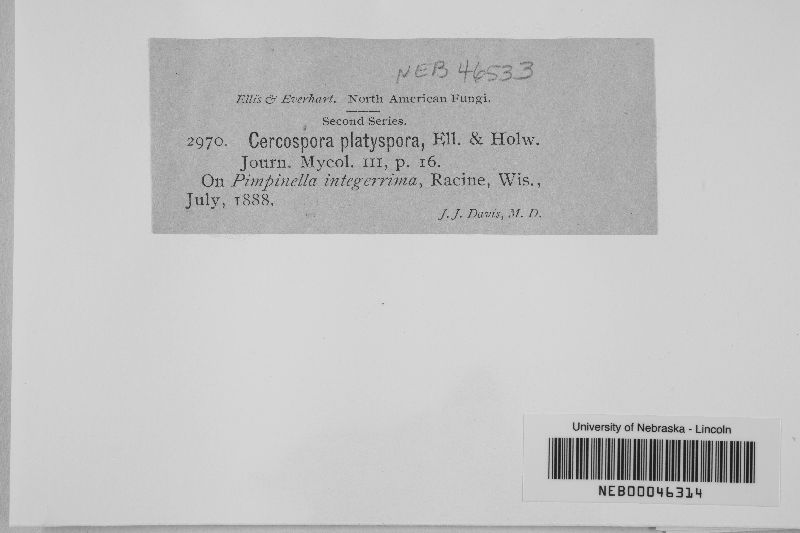 NEB 46533
Ellis & Everhart. North American Fungi.
Second Series.
2970. Cercospora platyspora, Ell. & Holw.
Journ. Mycol. III, p. 16.
On Pimpinella integerrima, Racine, Wis.,
July, 1888.
J. J. Davis, M. D.
University of Nebraska - Lincoln
NEB00046314